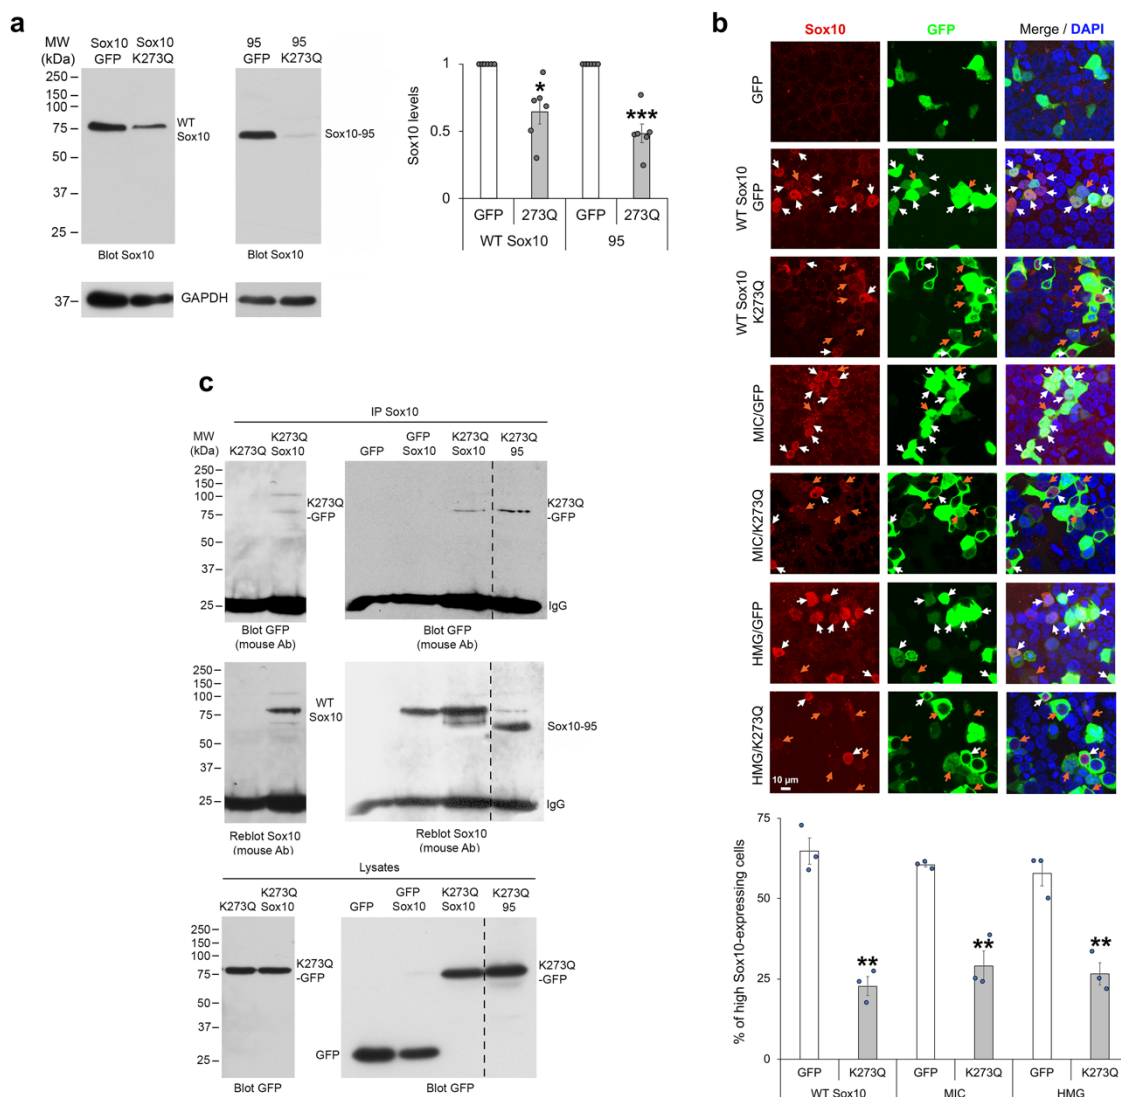 a
MW
(kDa)
Sox10
GFP
Sox10
K273Q
95
GFP
95
K273Q
250
150
100
75
50
37
25
WT
Sox10
Sox10-95
Blot Sox10
Blot Sox10
37
GAPDH
Sox10 levels
1
0.5
0
*
***
GFP
273Q
GFP
273Q
WT Sox10
95
b
Sox10
GFP
Merge / DAPI
GFP
WT Sox10
GFP
WT Sox10
K273Q
MIC/GFP
MIC/K273Q
HMG/GFP
HMG/K273Q
10 µm
% of high Sox10-expressing cells
75
50
25
0
**
**
**
GFP
K273Q
GFP
K273Q
GFP
K273Q
WT Sox10
MIC
HMG
c
IP Sox10
MW
(kDa)
K273Q
K273Q
Sox10
GFP
GFP
Sox10
K273Q
Sox10
K273Q
95
250
150
100
75
50
37
25
K273Q
-GFP
K273Q
-GFP
IgG
Blot GFP
(mouse Ab)
Blot GFP
(mouse Ab)
250
150
100
75
50
37
25
WT
Sox10
Sox10-95
IgG
Reblot Sox10
(mouse Ab)
Reblot Sox10
(mouse Ab)
Lysates
K273Q
K273Q
Sox10
GFP
GFP
Sox10
K273Q
Sox10
K273Q
95
250
150
100
75
50
37
25
K273Q
-GFP
K273Q
-GFP
GFP
Blot GFP
Blot GFP